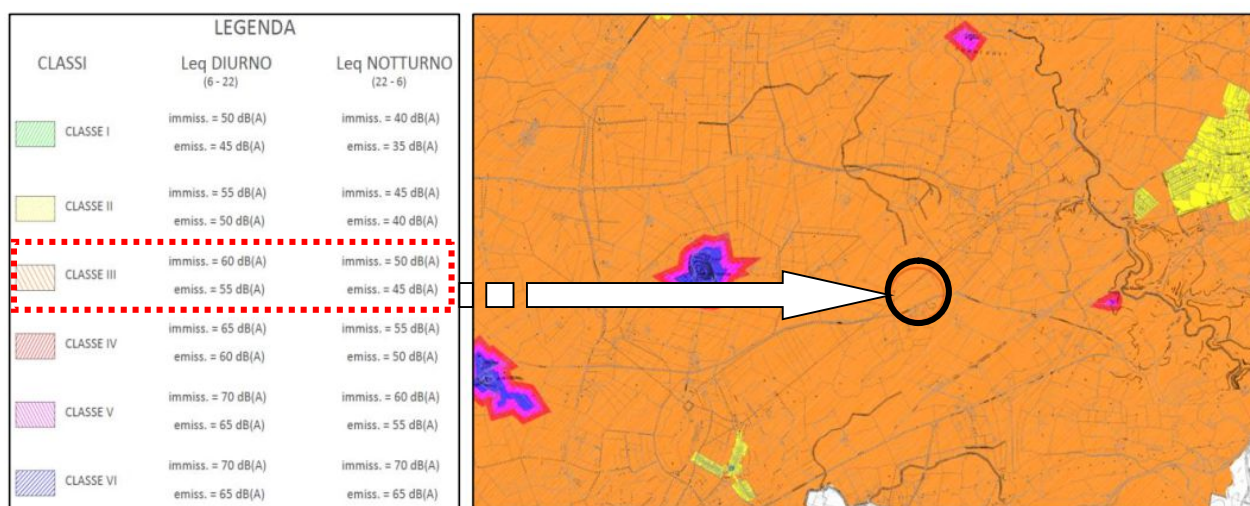 LEGENDA
CLASSI Leq DIURNO Leq NOTTURNO
(6 - 22) (22 - 6)
immiss. = 50 dB(A) immiss. = 40 dB(A)
CLASSE I
emiss. = 45 dB(A) emiss. = 35 dB(A)
immiss. = 55 dB(A) immiss. = 45 dB(A)
CLASSE II
emiss. = 50 dB(A) emiss. = 40 dB(A)
immiss. = 60 dB(A) immiss. = 50 dB(A)
CLASSE III
emiss. = 55 dB(A) emiss. = 45 dB(A)
immiss. = 65 dB(A) immiss. = 55 dB(A)
CLASSE IV
emiss. = 60 dB(A) emiss. = 50 dB(A)
immiss. = 70 dB(A) immiss. = 60 dB(A)
CLASSE V
emiss. = 65 dB(A) emiss. = 55 dB(A)
immiss. = 70 dB(A) immiss. = 70 dB(A)
CLASSE VI
emiss. = 65 dB(A) emiss. = 65 dB(A)